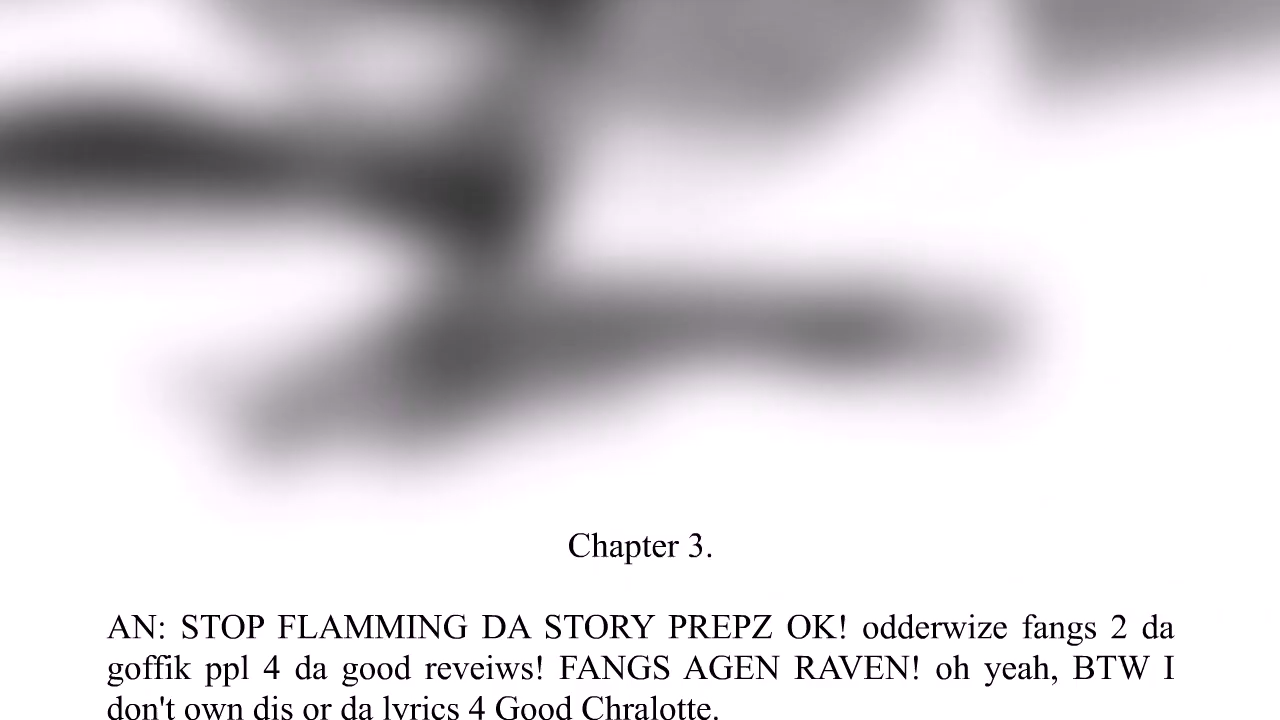 Chapter 3.
AN: STOP FLAMMING DA STORY PREPZ OK! odderwize fangs 2 da
goffik ppl 4 da good reveiws! FANGS AGEN RAVEN! oh yeah, BTW I
don't own dis or da lyrics 4 Good Chralotte.